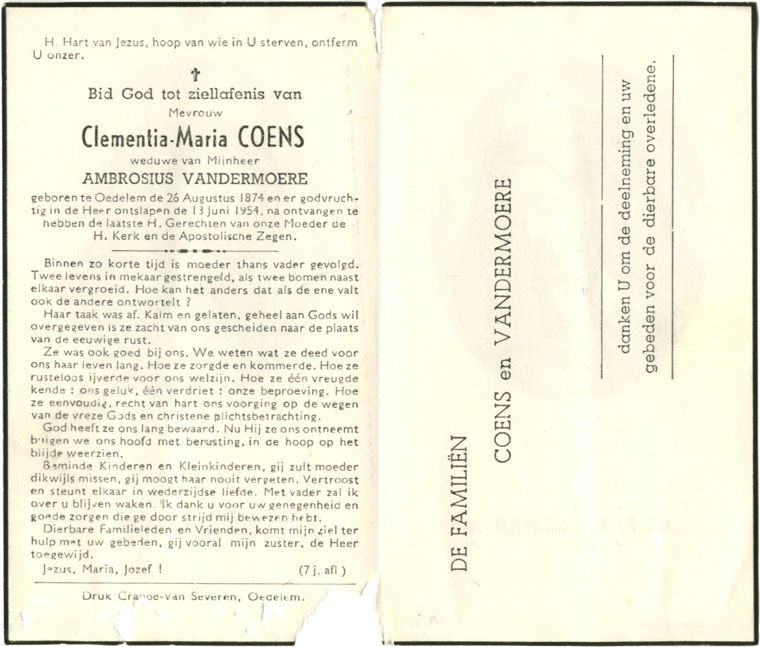 H. Hart van Jezus, hoop van wie in U sterven, ontferm
U onzer.
✝
Bid God tot ziellafenis van
Mevrouw
Clementia-Maria COENS
weduwe van Mijnheer
AMBROSIUS VANDERMOERE
geboren te Oedelem de 26 Augustus 1874 en er godvruch-
tig in de Heer ontslapen de 13 Juni 1954, na ontvangen te
hebben de laatste H. Gerechten van onze Moeder de
H. Kerk en de Apostolische Zegen.
Binnen zo korte tijd is moeder thans vader gevolgd.
Twee levens in mekaar gestrengeld, als twee bomen naast
elkaar vergroeid. Hoe kan het anders dat als de ene valt
ook de andere ontwortelt ?
Haar taak was af. Kalm en gelaten, geheel aan Gods wil
overgegeven is ze zacht van ons gescheiden naar de plaats
van de eeuwige rust.
Ze was ook goed bij ons. We weten wat ze deed voor
ons haar leven lang. Hoe ze zorgde en kommerde. Hoe ze
rusteloos ijverde voor ons welzijn. Hoe ze één vreugde
kende : ons geluk, één verdriet : onze beproeving. Hoe
ze eenvoudig, recht van hart ons voorging op de wegen
van de vreze Gods en christene plichtsbetrachting.
God heeft ze ons lang bewaard. Nu Hij ze ons ontneemt
buigen we ons hoofd met berusting, in de hoop op het
blijde weerzien.
Beminde Kinderen en Kleinkinderen, gij zult moeder
dikwijls missen, gij moogt haar nooit vergeten. Vertroost
en steunt elkaar in wederzijdse liefde. Met vader zal ik
over u blijven waken. Ik dank u voor uw genegenheid en
goede zorgen die ge door strijd mij bewezen hebt.
Dierbare Familieleden en Vrienden, komt mijn ziel ter
hulp met uw gebeden, gij vooral mijn zuster, de Heer
toegewijd.
Jezus, Maria, Jozef ! (7 j. afl )
Druk Crappe-Van Severen, Oedelem.
DE FAMILIËN
COENS en VANDERMOERE
danken U om de deelneming en uw
gebeden voor de dierbare overledene.